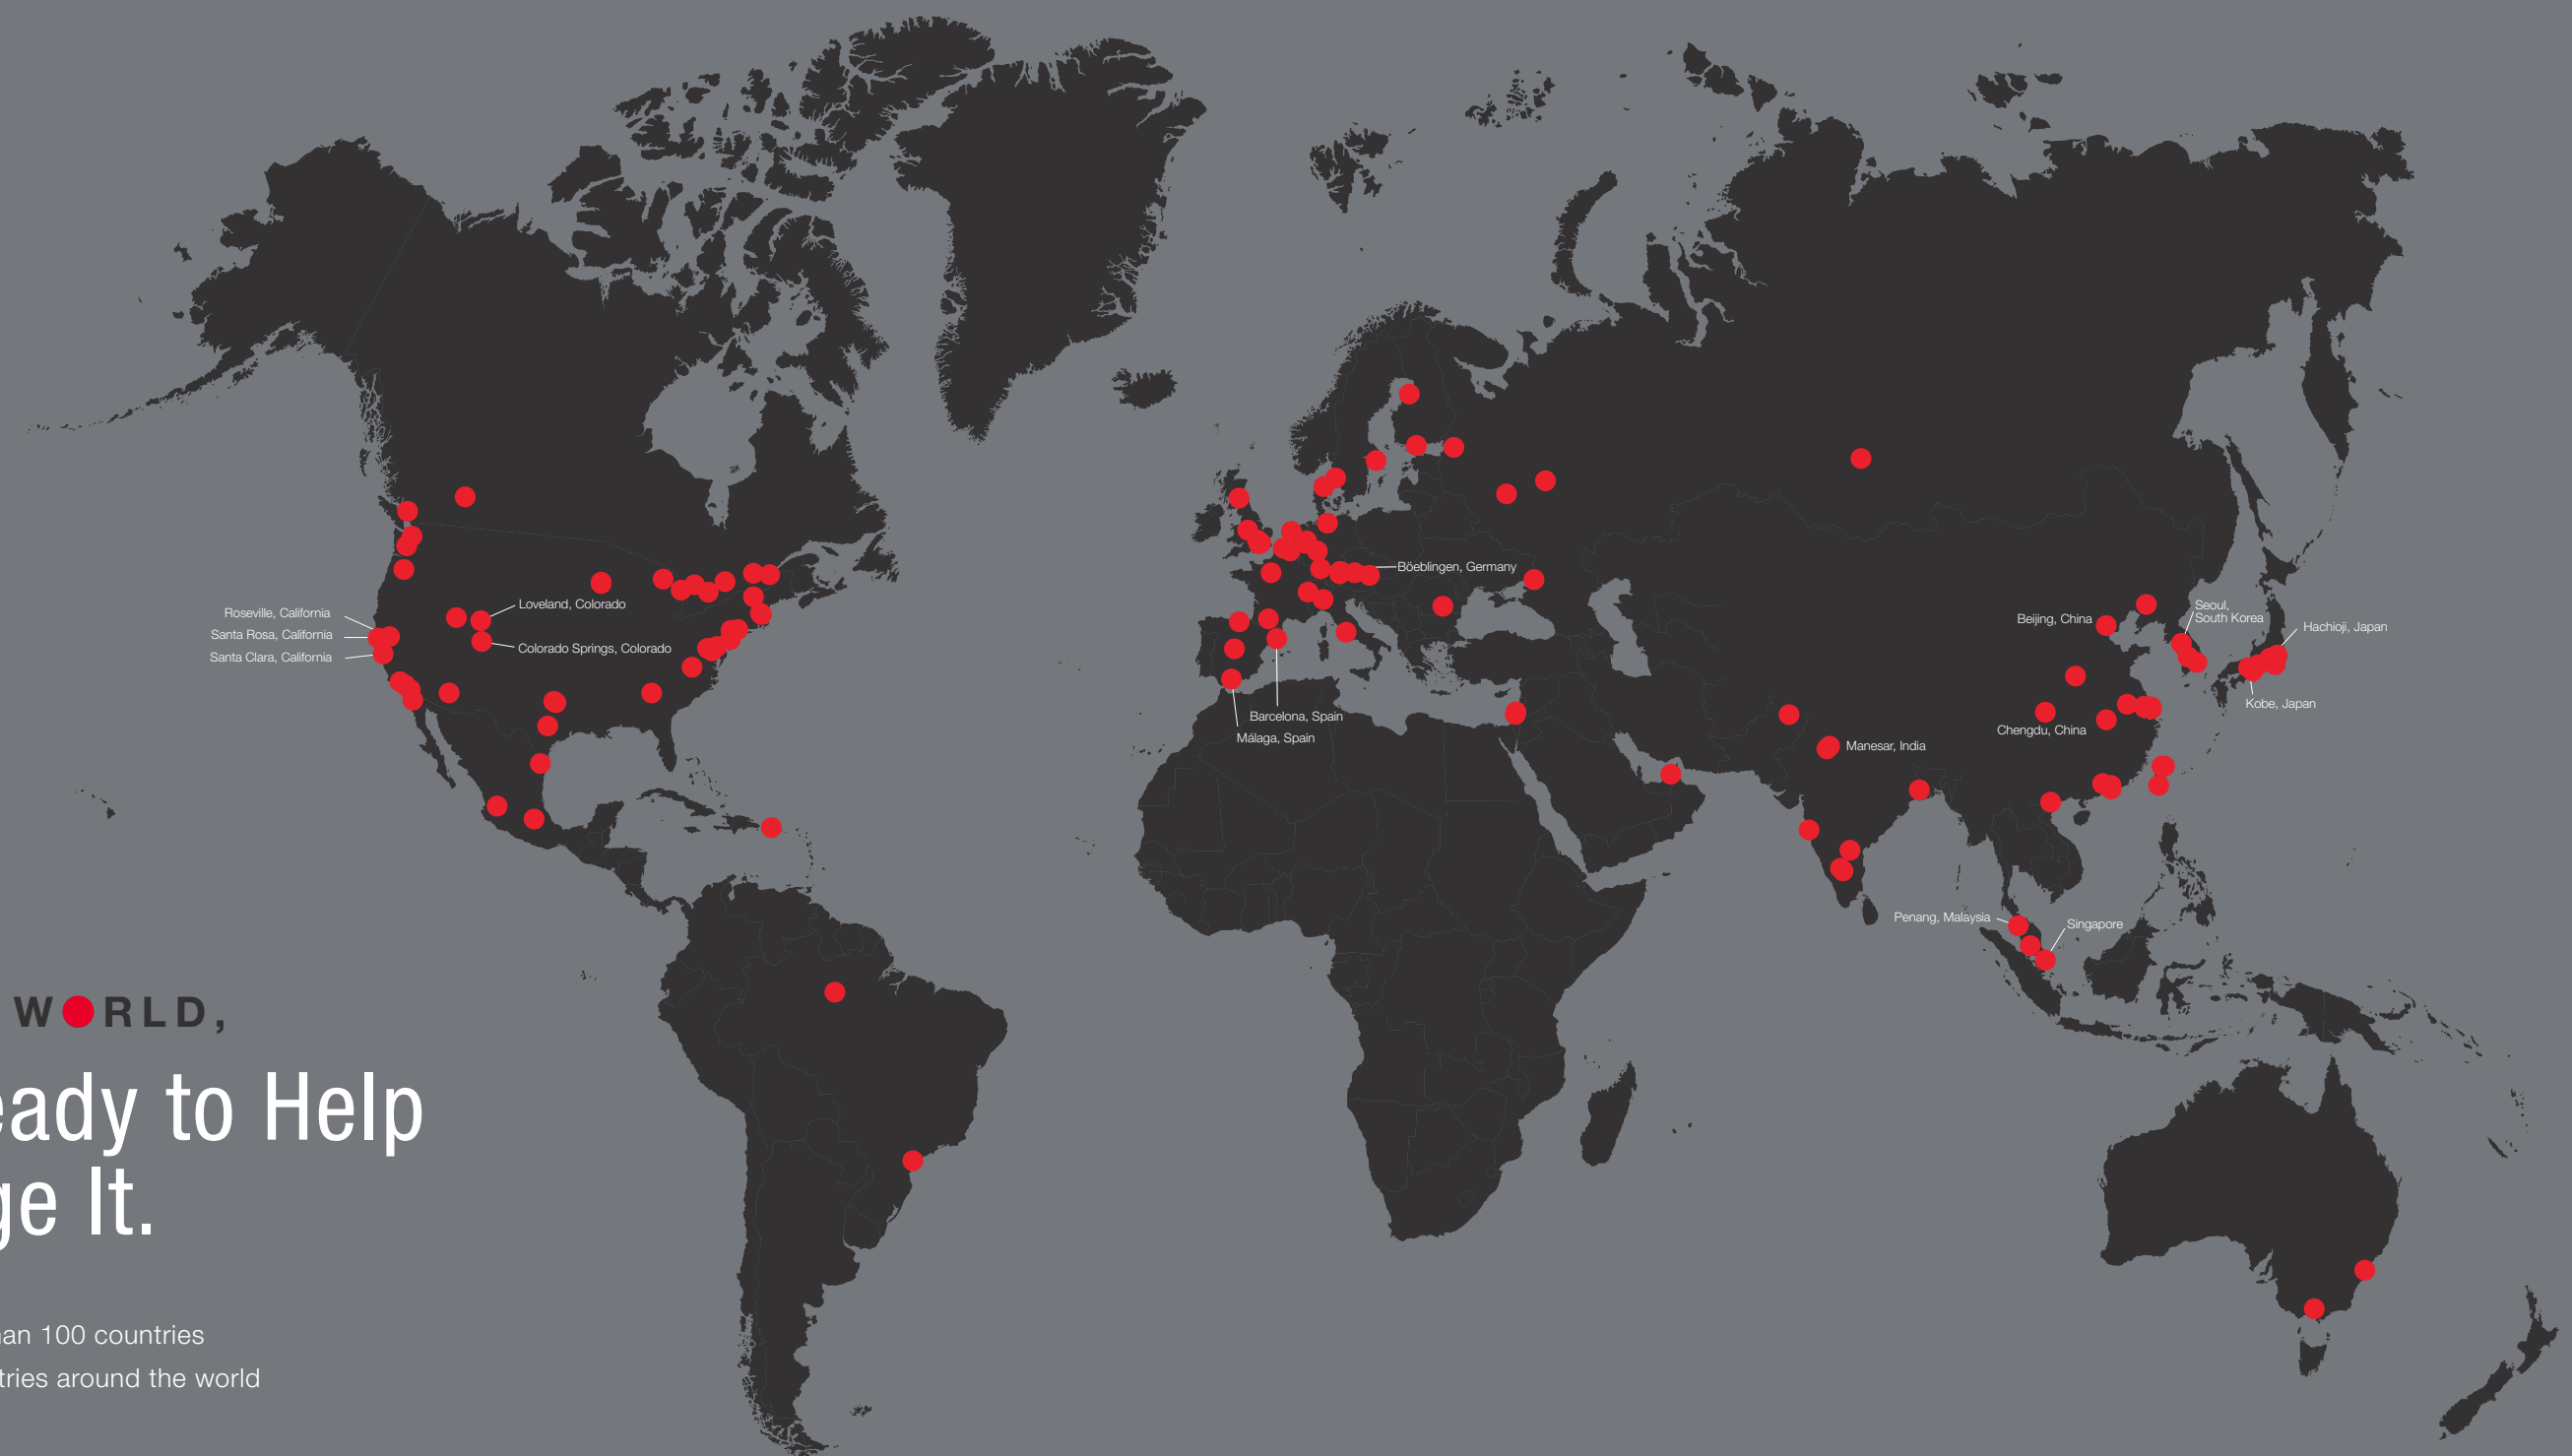 Roseville, California
Santa Rosa, California
Santa Clara, California
Loveland, Colorado
Colorado Springs, Colorado
Böeblingen, Germany
Barcelona, Spain
Málaga, Spain
Manesar, India
Beijing, China
Chengdu, China
Seoul,
South Korea
Hachioji, Japan
Kobe, Japan
Penang, Malaysia
Singapore
WORLD,
eady to Help
ge It.
an 100 countries
tries around the world